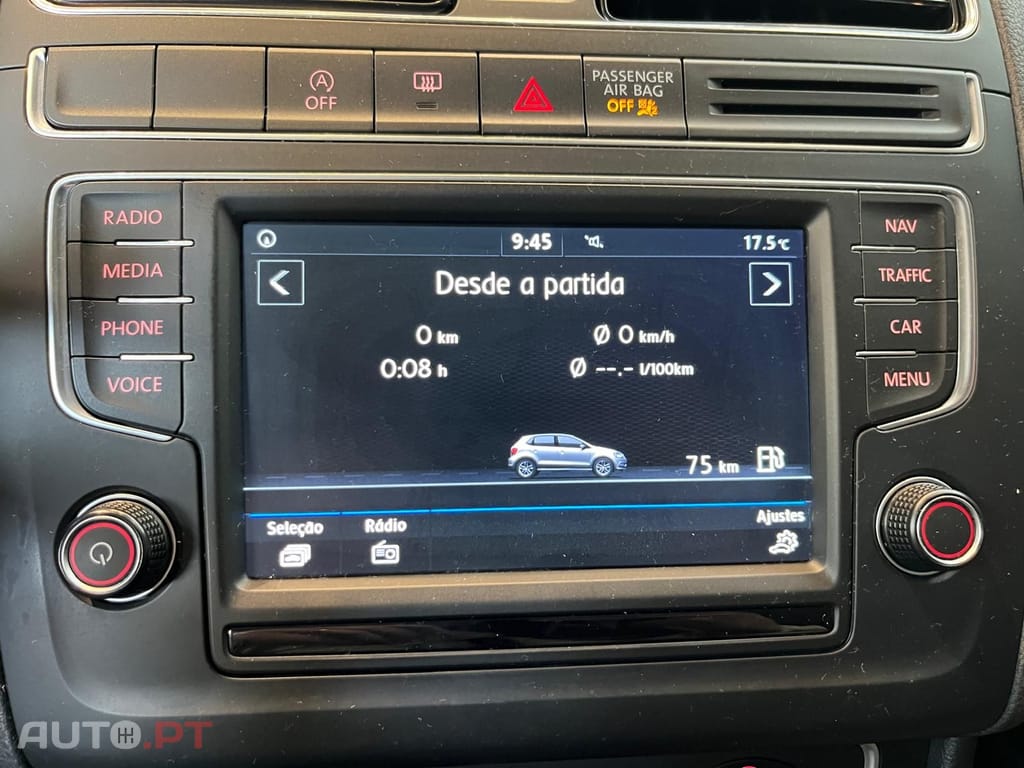 OFF
PASSENGER
AIR BAG
OFF
RADIO
MEDIA
PHONE
VOICE
9:45
17.5°C
Desde a partida
0 km
Ø 0 km/h
0:08 h
Ø --.- l/100km
75 km
Seleção
Rádio
Ajustes
NAV
TRAFFIC
CAR
MENU
AUTO.PT